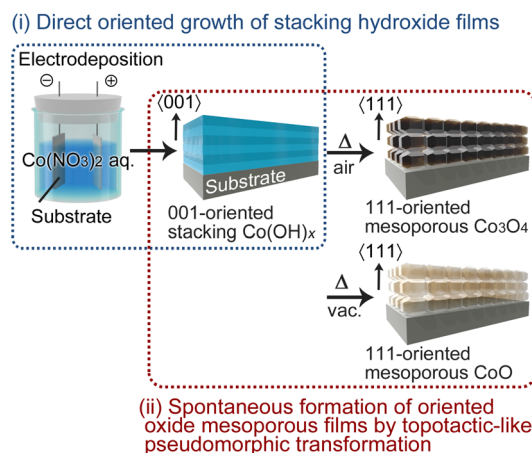 (i) Direct oriented growth of stacking hydroxide films
Electrodeposition
⊖ ⊕
Co(NO₃)₂ aq.
Substrate
⟨001⟩
Substrate
001-oriented
stacking Co(OH)x
Δ
air
⟨111⟩
111-oriented
mesoporous Co₃O₄
Δ
vac.
⟨111⟩
111-oriented
mesoporous CoO
(ii) Spontaneous formation of oriented
oxide mesoporous films by topotactic-like
pseudomorphic transformation